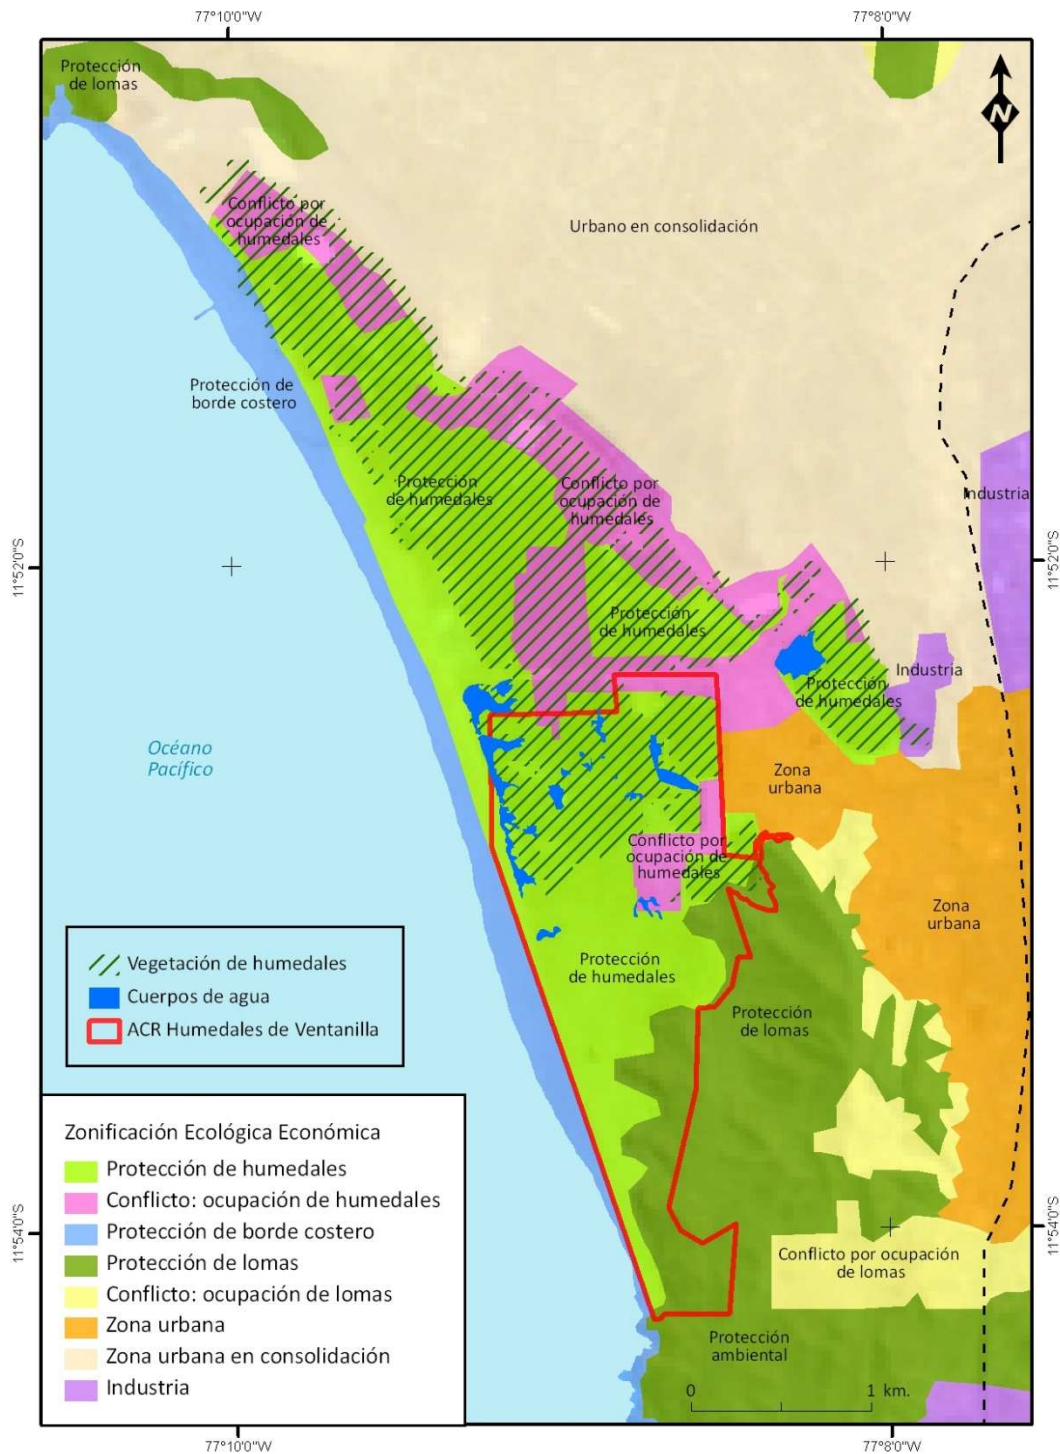 77°10'0"W
77°8'0"W
Protección
de lomas
N
Conflicto por
ocupación de
humedales
Urbano en consolidación
Protección de
borde costero
Protección
de humedales
Conflicto por
ocupación de
humedales
Industria
11°52'0"S
11°52'0"S
Protección
de humedales
Industria
Protección
de humedales
Océano
Pacífico
Zona
urbana
Conflicto por
ocupación de
humedales
Zona
urbana
Protección
de humedales
Protección
de lomas
Vegetación de humedales
Cuerpos de agua
ACR Humedales de Ventanilla
Zonificación Ecológica Económica
Protección de humedales
Conflicto: ocupación de humedales
Protección de borde costero
Protección de lomas
Conflicto: ocupación de lomas
Zona urbana
Zona urbana en consolidación
Industria
11°54'0"S
11°54'0"S
Conflicto por ocupación
de lomas
Protección
ambiental
0 1 km.
77°10'0"W
77°8'0"W